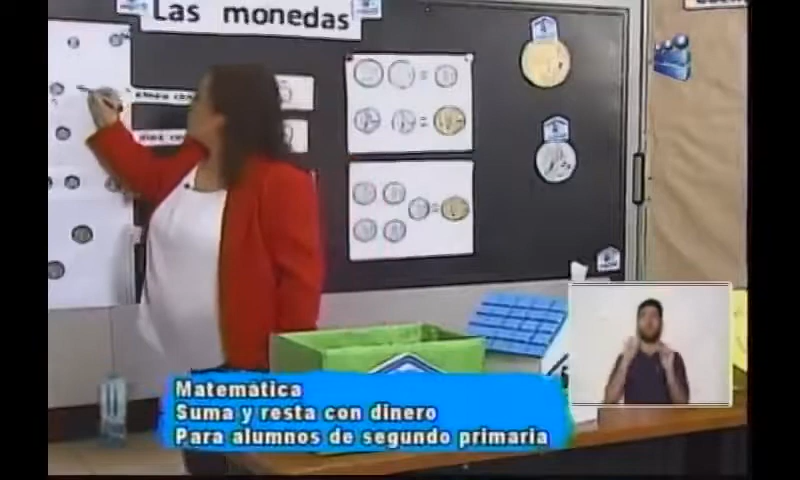 Las monedas
Matemática
Suma y resta con dinero
Para alumnos de segundo primaria